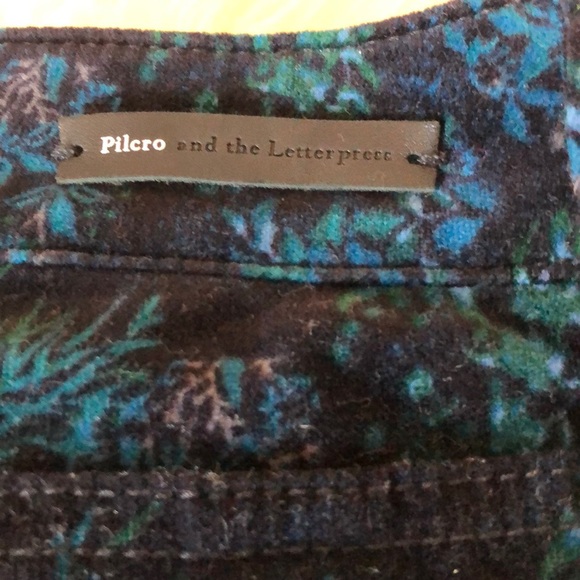 Pilcro and the Letterpress